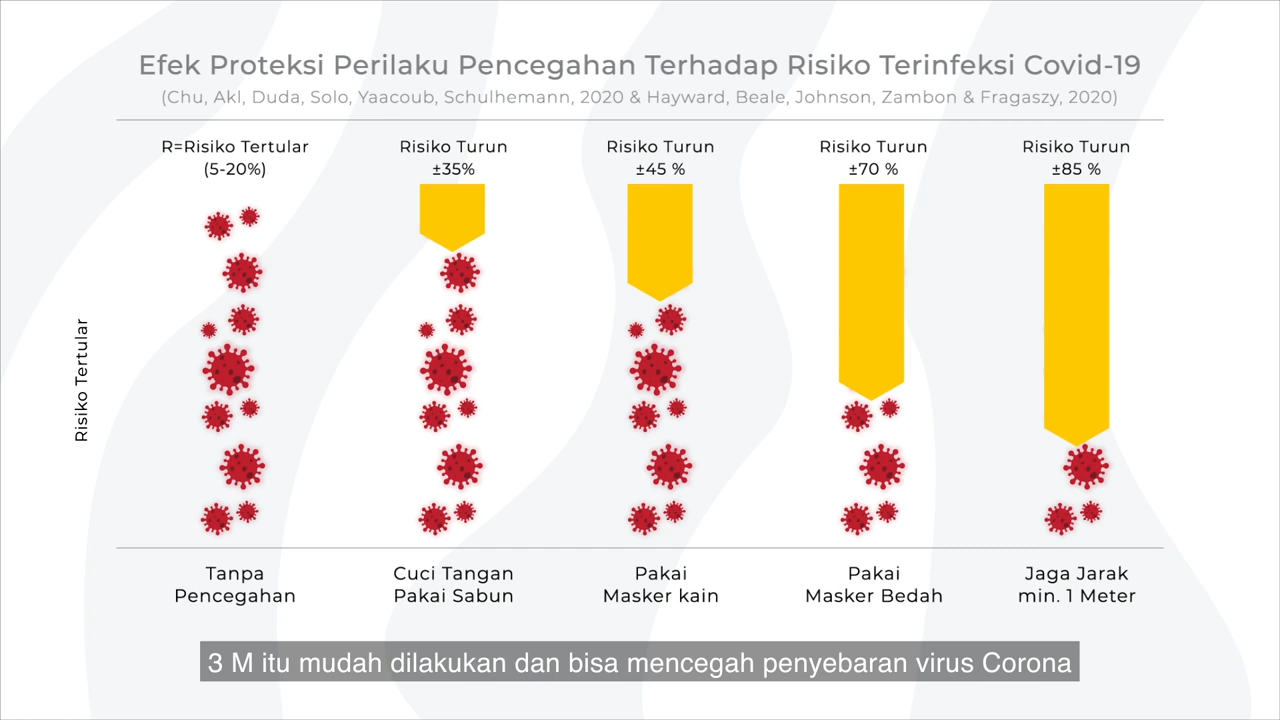 Efek Proteksi Perilaku Pencegahan Terhadap Risiko Terinfeksi Covid-19
(Chu, Akl, Duda, Solo, Yaacoub, Schulhemann, 2020 & Hayward, Beale, Johnson, Zambon & Fragaszy, 2020)
R=Risiko Tertular
(5-20%)
Risiko Turun
±35%
Risiko Turun
±45 %
Risiko Turun
±70 %
Risiko Turun
±85 %
Risiko Tertular
Tanpa
Pencegahan
Cuci Tangan
Pakai Sabun
Pakai
Masker kain
Pakai
Masker Bedah
Jaga Jarak
min. 1 Meter
3 M itu mudah dilakukan dan bisa mencegah penyebaran virus Corona